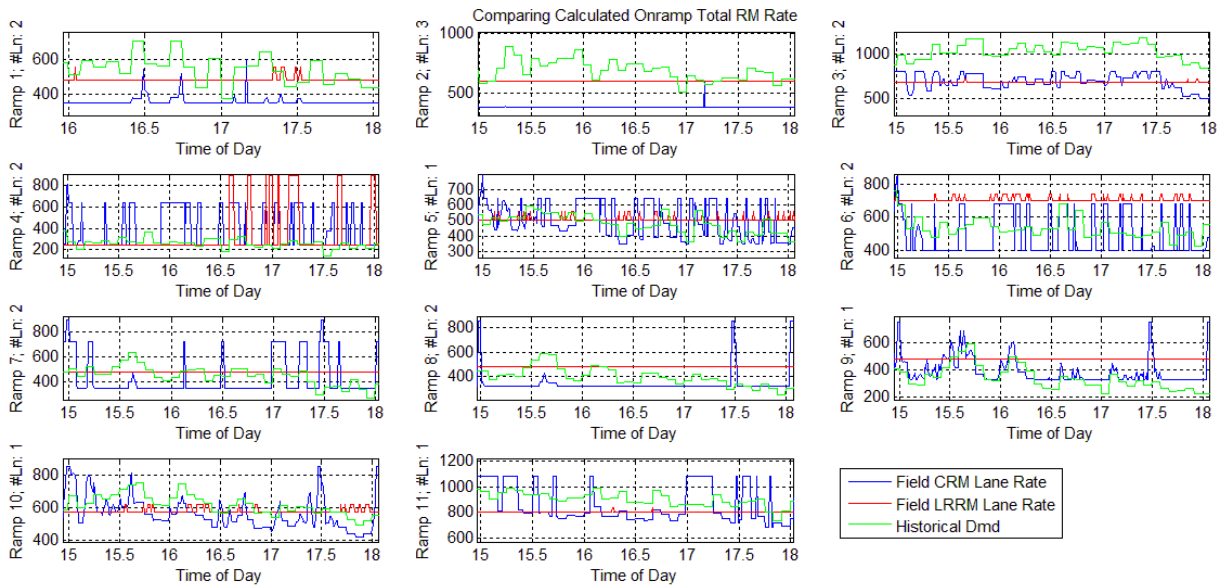 Comparing Calculated Onramp Total RM Rate
Ramp 1; #Ln: 2
600
400
16 16.5 17 17.5 18
Time of Day
Ramp 2; #Ln: 3
1000
500
15 15.5 16 16.5 17 17.5 18
Time of Day
Ramp 3; #Ln: 2
1000
500
15 15.5 16 16.5 17 17.5 18
Time of Day
Ramp 4; #Ln: 2
800
600
400
200
15 15.5 16 16.5 17 17.5 18
Time of Day
Ramp 5; #Ln: 1
700
600
500
400
300
15 15.5 16 16.5 17 17.5 18
Time of Day
Ramp 6; #Ln: 2
800
600
400
15 15.5 16 16.5 17 17.5 18
Time of Day
Ramp 7; #Ln: 2
800
600
400
15 15.5 16 16.5 17 17.5 18
Time of Day
Ramp 8; #Ln: 2
800
600
400
15 15.5 16 16.5 17 17.5 18
Time of Day
Ramp 9; #Ln: 1
800
600
400
200
15 15.5 16 16.5 17 17.5 18
Time of Day
Ramp 10; #Ln: 1
800
600
400
15 15.5 16 16.5 17 17.5 18
Time of Day
Ramp 11; #Ln: 1
1200
1000
800
600
15 15.5 16 16.5 17 17.5 18
Time of Day
Field CRM Lane Rate
Field LRRM Lane Rate
Historical Dmd